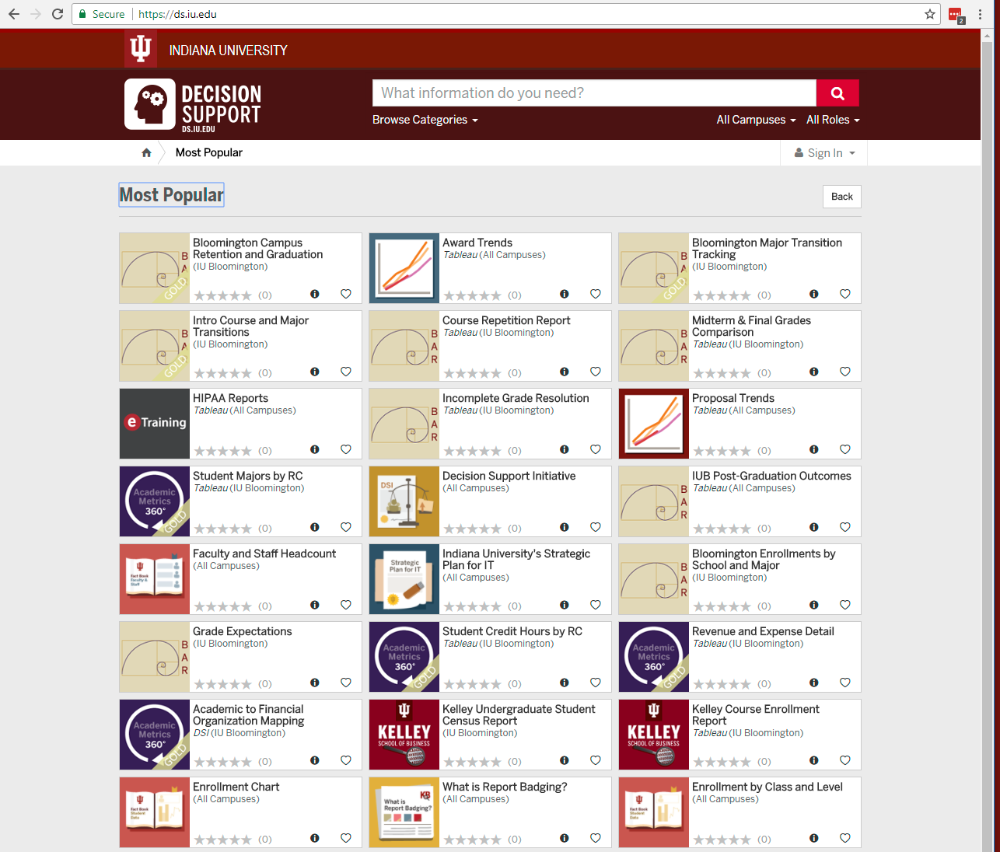 Secure
https://ds.iu.edu
2
INDIANA UNIVERSITY
DECISION
SUPPORT
DS.IU.EDU
What information do you need?
Browse Categories
All Campuses
All Roles
Most Popular
Sign In
Most Popular
Back
BAR
GOLD
Bloomington Campus
Retention and Graduation
(IU Bloomington)
(0)
Award Trends
Tableau (All Campuses)
(0)
BAR
GOLD
Bloomington Major Transition
Tracking
(IU Bloomington)
(0)
BAR
GOLD
Intro Course and Major
Transitions
(IU Bloomington)
(0)
BAR
Course Repetition Report
Tableau (IU Bloomington)
(0)
BAR
Midterm & Final Grades
Comparison
Tableau (IU Bloomington)
(0)
eTraining
HIPAA Reports
Tableau (All Campuses)
(0)
BAR
Incomplete Grade Resolution
Tableau (IU Bloomington)
(0)
Proposal Trends
Tableau (All Campuses)
(0)
Academic
Metrics
360°
GOLD
Student Majors by RC
Tableau (IU Bloomington)
(0)
DSI
Decision Support Initiative
(All Campuses)
(0)
BAR
IUB Post-Graduation Outcomes
Tableau (All Campuses)
(0)
Fact Book
Faculty &
Staff
Faculty and Staff Headcount
(All Campuses)
(0)
Strategic
Plan for IT
Indiana University's Strategic
Plan for IT
(All Campuses)
(0)
BAR
Bloomington Enrollments by
School and Major
(IU Bloomington)
(0)
BAR
Grade Expectations
(IU Bloomington)
(0)
Academic
Metrics
360°
GOLD
Student Credit Hours by RC
Tableau (IU Bloomington)
(0)
Academic
Metrics
360°
GOLD
Revenue and Expense Detail
Tableau (IU Bloomington)
(0)
Academic
Metrics
360°
GOLD
Academic to Financial
Organization Mapping
DSI (IU Bloomington)
(0)
KELLEY
SCHOOL OF BUSINESS
Kelley Undergraduate Student
Census Report
(IU Bloomington)
(0)
KELLEY
SCHOOL OF BUSINESS
Kelley Course Enrollment
Report
Tableau (IU Bloomington)
(0)
Fact Book
Student
Data
Enrollment Chart
(All Campuses)
(0)
KB
What is
Report Badging?
What is Report Badging?
(All Campuses)
(0)
Fact Book
Student
Data
Enrollment by Class and Level
(All Campuses)
(0)